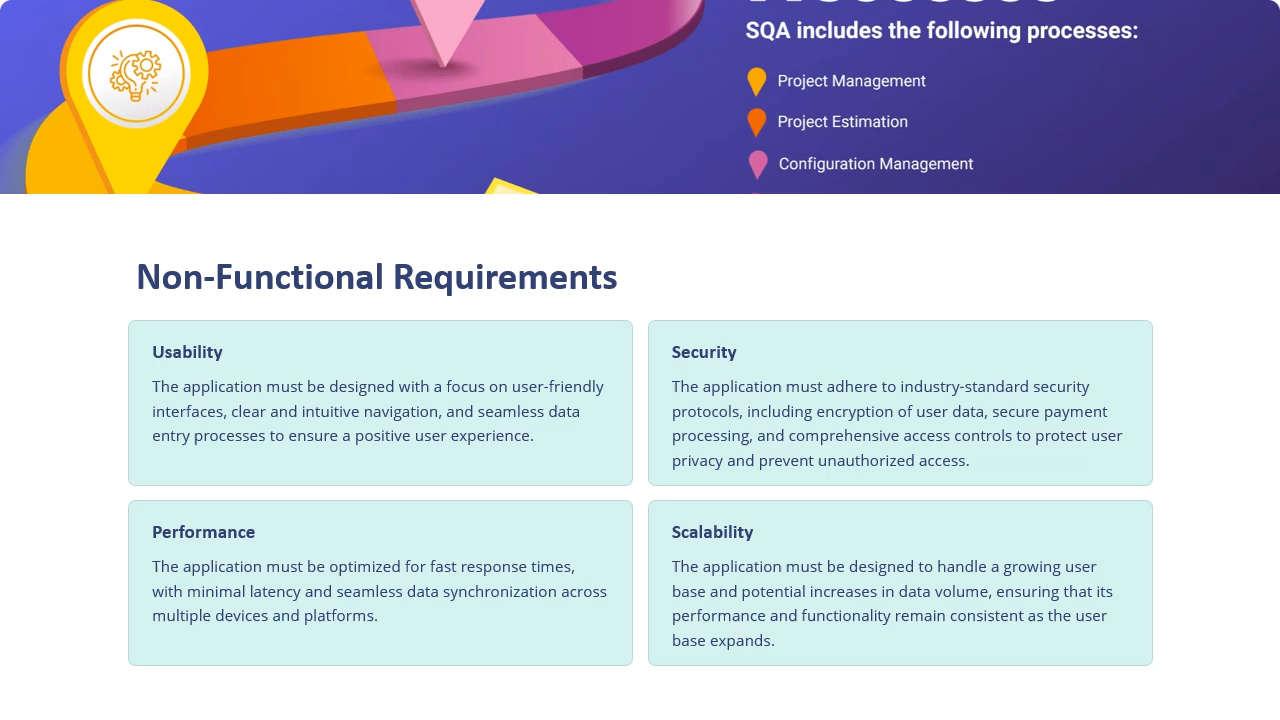 SQA includes the following processes:
Project Management
Project Estimation
Configuration Management
Non-Functional Requirements
Usability
The application must be designed with a focus on user-friendly
interfaces, clear and intuitive navigation, and seamless data
entry processes to ensure a positive user experience.
Security
The application must adhere to industry-standard security
protocols, including encryption of user data, secure payment
processing, and comprehensive access controls to protect user
privacy and prevent unauthorized access.
Performance
The application must be optimized for fast response times,
with minimal latency and seamless data synchronization across
multiple devices and platforms.
Scalability
The application must be designed to handle a growing user
base and potential increases in data volume, ensuring that its
performance and functionality remain consistent as the user
base expands.